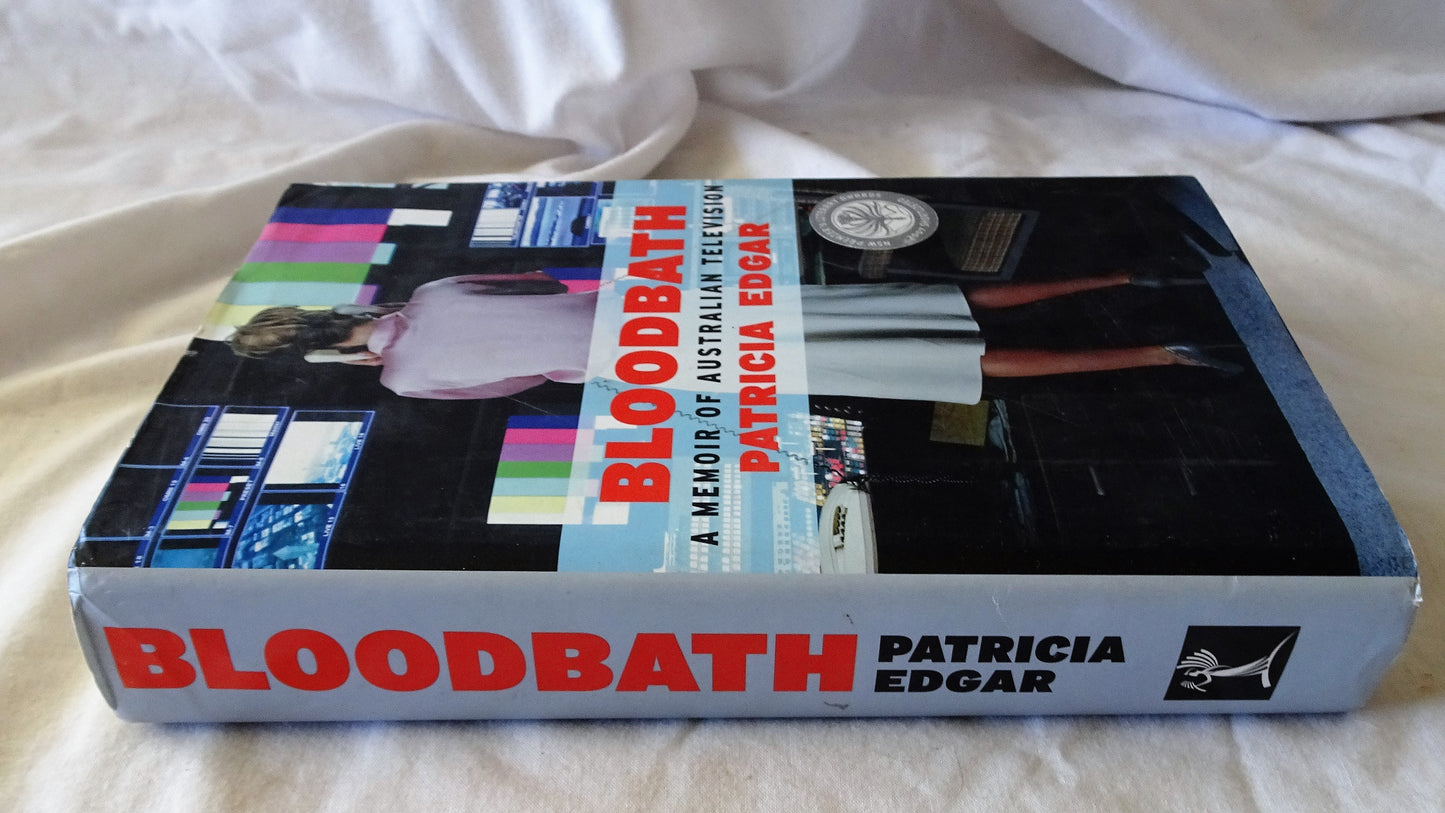 BLOODBATH
A MEMOIR OF AUSTRALIAN TELEVISION
PATRICIA EDGAR
BLOODBATH
PATRICIA
EDGAR